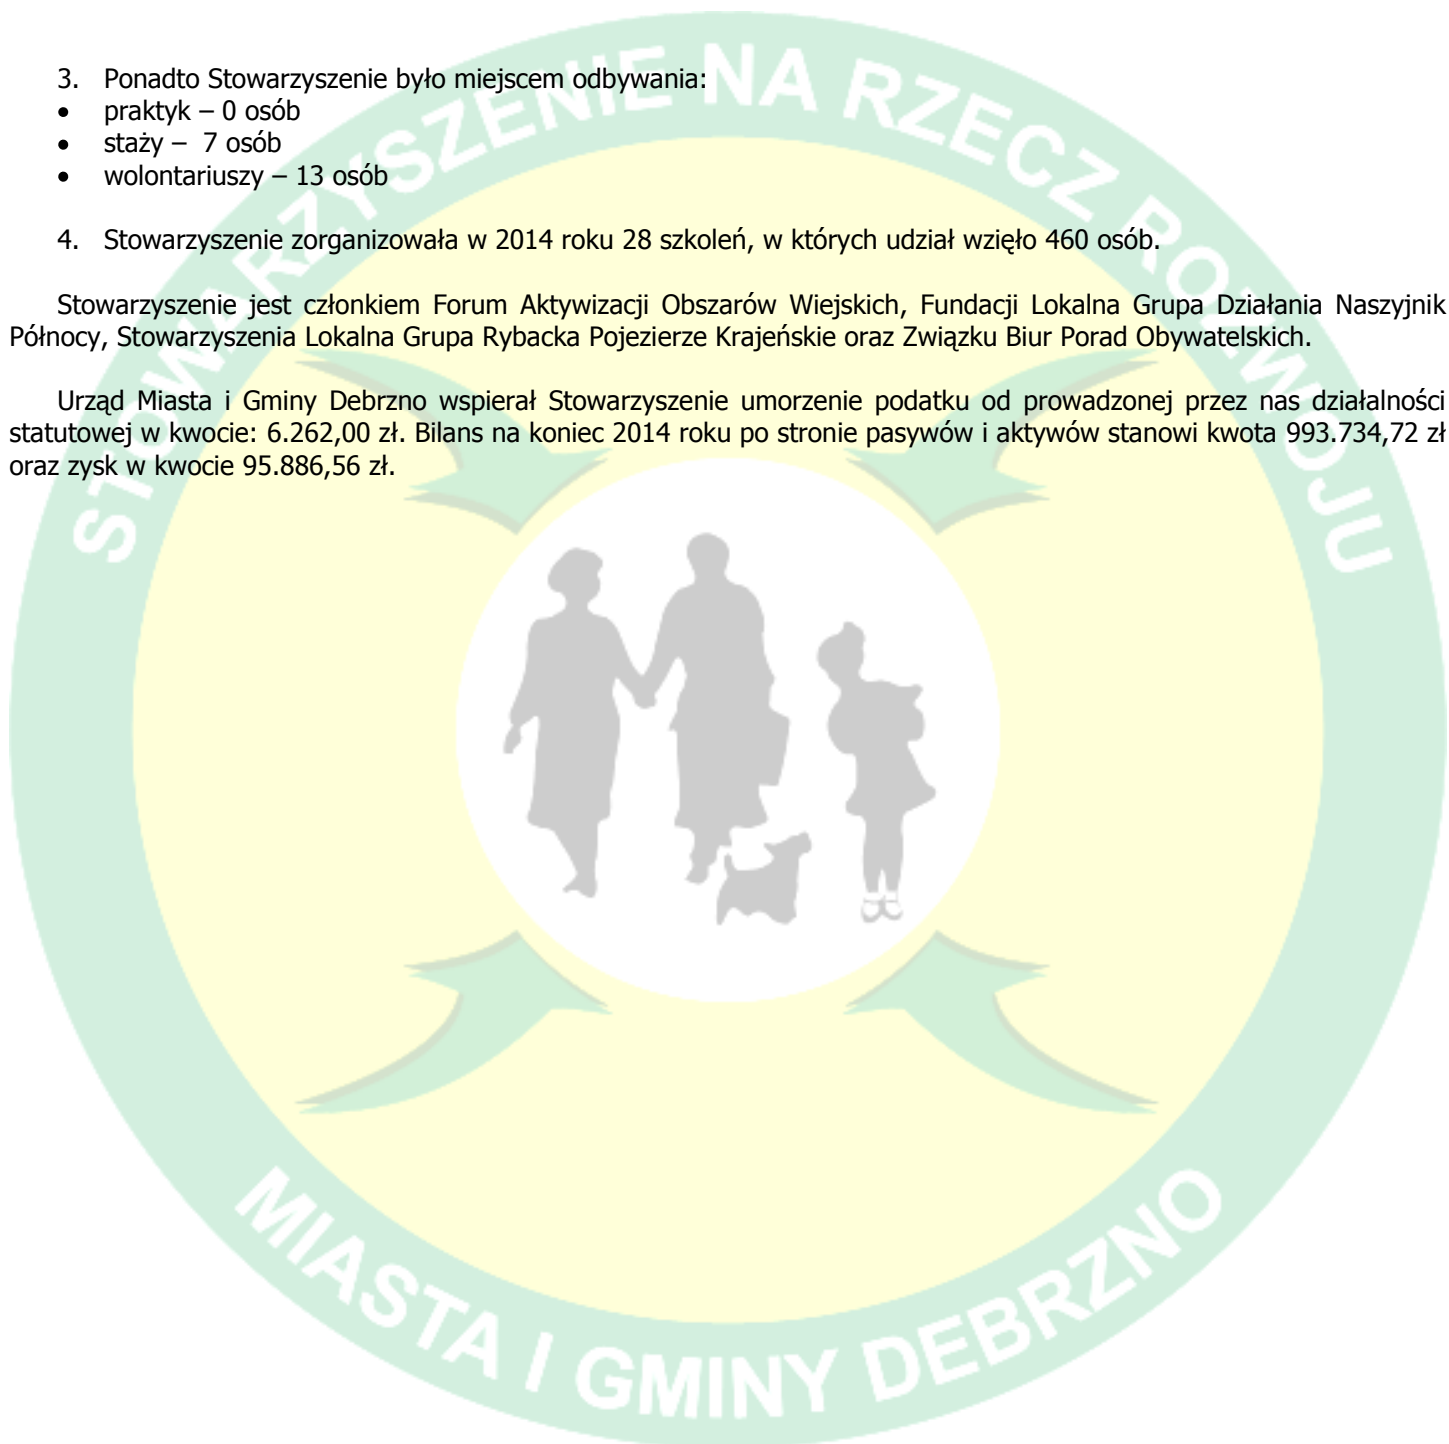 3. Ponadto Stowarzyszenie było miejscem odbywania:
• praktyk – 0 osób
• staży – 7 osób
• wolontariuszy – 13 osób
4. Stowarzyszenie zorganizowała w 2014 roku 28 szkoleń, w których udział wzięło 460 osób.
Stowarzyszenie jest członkiem Forum Aktywizacji Obszarów Wiejskich, Fundacji Lokalna Grupa Działania Naszyjnik
Północy, Stowarzyszenia Lokalna Grupa Rybacka Pojezierze Krajeńskie oraz Związku Biur Porad Obywatelskich.
Urząd Miasta i Gminy Debrzno wspierał Stowarzyszenie umorzenie podatku od prowadzonej przez nas działalności
statutowej w kwocie: 6.262,00 zł. Bilans na koniec 2014 roku po stronie pasywów i aktywów stanowi kwota 993.734,72 zł
oraz zysk w kwocie 95.886,56 zł.
STOWARZYSZENIE NA RZECZ ROZWOJU
MIASTA I GMINY DEBRZNO